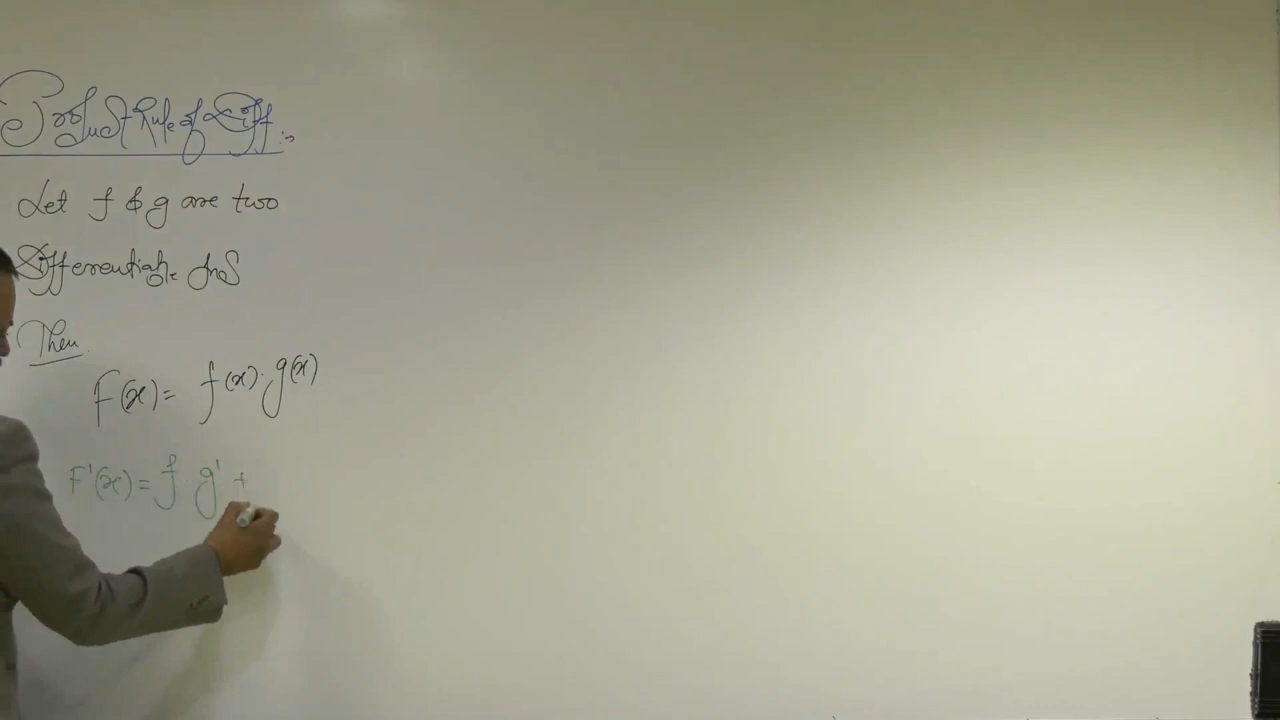 Product Rule of Diff :→
Let f & g are two
Differentiable fns
Then
F(x) = f(x) · g(x)
F'(x) = f g' +